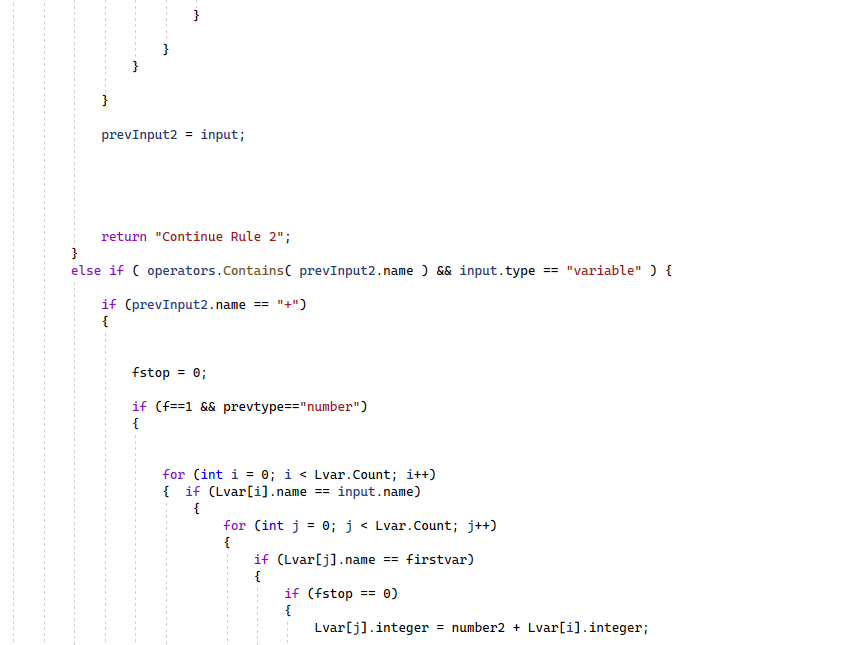 }
}
}
}
prevInput2 = input;
return "Continue Rule 2";
}
else if ( operators.Contains( prevInput2.name ) && input.type == "variable" ) {
if (prevInput2.name == "+")
{
fstop = 0;
if (f==1 && prevtype=="number")
{
for (int i = 0; i < Lvar.Count; i++)
{ if (Lvar[i].name == input.name)
{
for (int j = 0; j < Lvar.Count; j++)
{
if (Lvar[j].name == firstvar)
{
if (fstop == 0)
{
Lvar[j].integer = number2 + Lvar[i].integer;